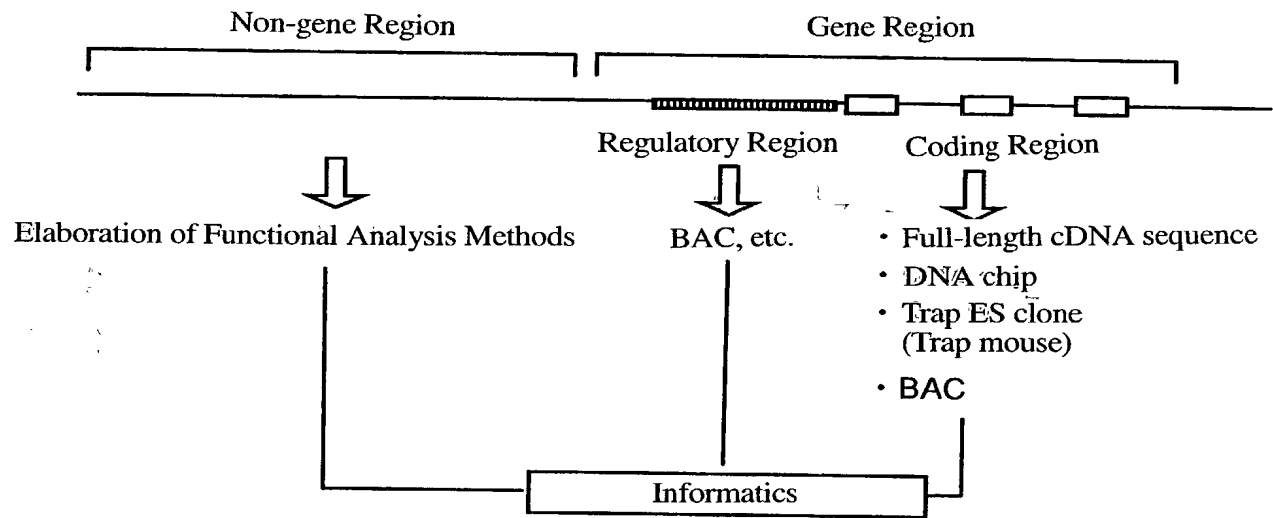 Non-gene Region
Gene Region
Regulatory Region
Coding Region
Elaboration of Functional Analysis Methods
BAC, etc.
・ Full-length cDNA sequence
・ DNA chip
・ Trap ES clone
(Trap mouse)
・ BAC
Informatics